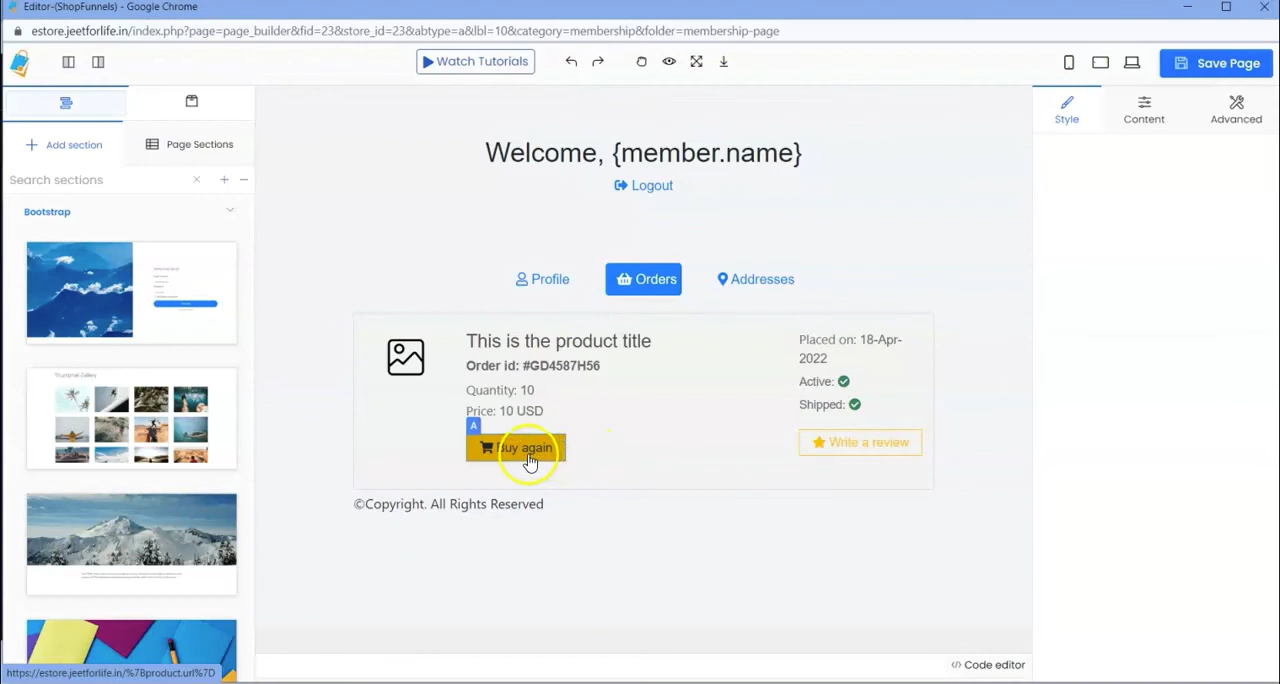 Editor-(ShopFunnels) - Google Chrome
estore.jeetforlife.in/index.php?page=page_builder&fid=23&store_id=23&abtype=a&lbl=10&category=membership&folder=membership-page
Watch Tutorials
Save Page
Style
Content
Advanced
Add section
Page Sections
Search sections
Bootstrap
Thumbnail Gallery
Welcome, {member.name}
Logout
Profile
Orders
Addresses
This is the product title
Order id: #GD4587H56
Quantity: 10
Price: 10 USD
A
Buy again
Placed on: 18-Apr-
2022
Active:
Shipped:
Write a review
©Copyright. All Rights Reserved
</> Code editor
https://estore.jeetforlife.in/%7Bproduct.url%7D